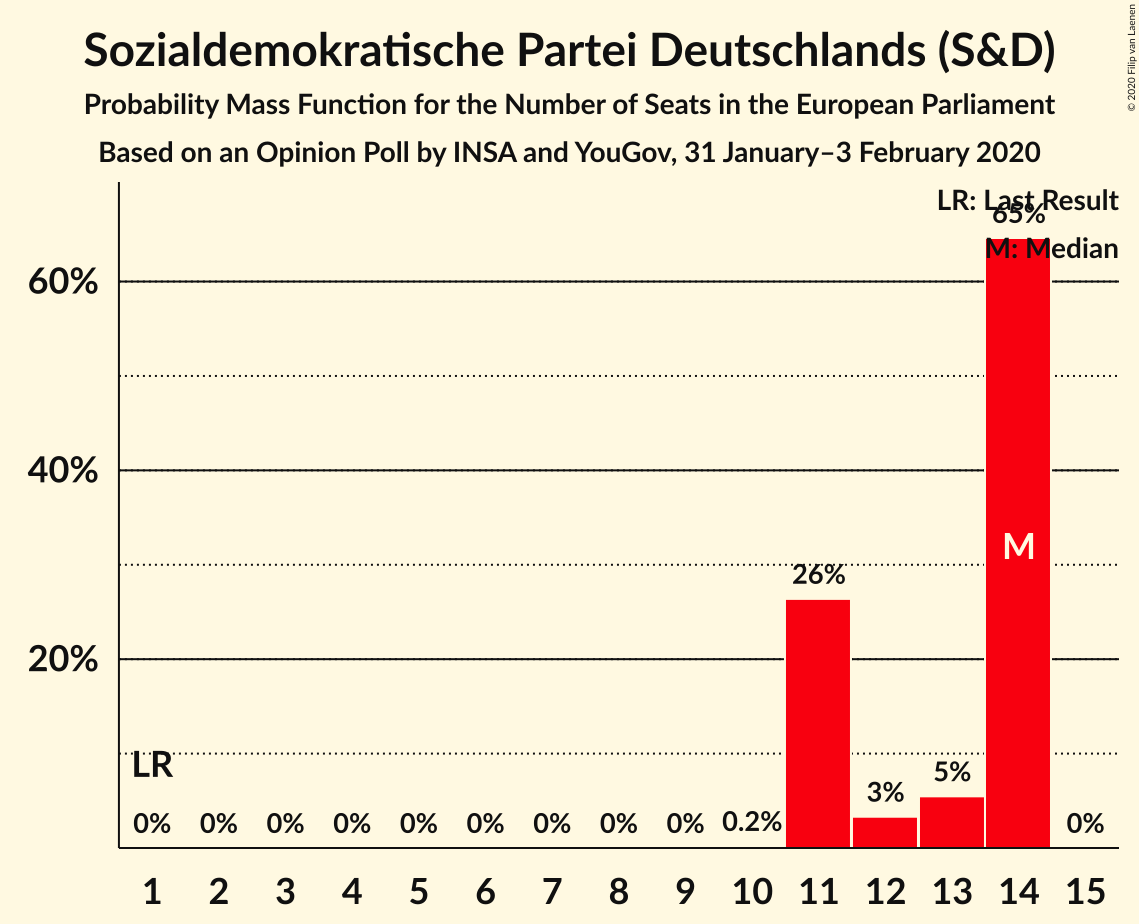 Sozialdemokratische Partei Deutschlands (S&D)
Probability Mass Function for the Number of Seats in the European Parliament
Based on an Opinion Poll by INSA and YouGov, 31 January–3 February 2020
© 2020 Filip van Laenen
LR: Last Result
65%
M: Median
60%
40%
M
26%
20%
LR
5%
3%
0% 0% 0% 0% 0% 0% 0% 0% 0% 0.2% 0%
1 2 3 4 5 6 7 8 9 10 11 12 13 14 15